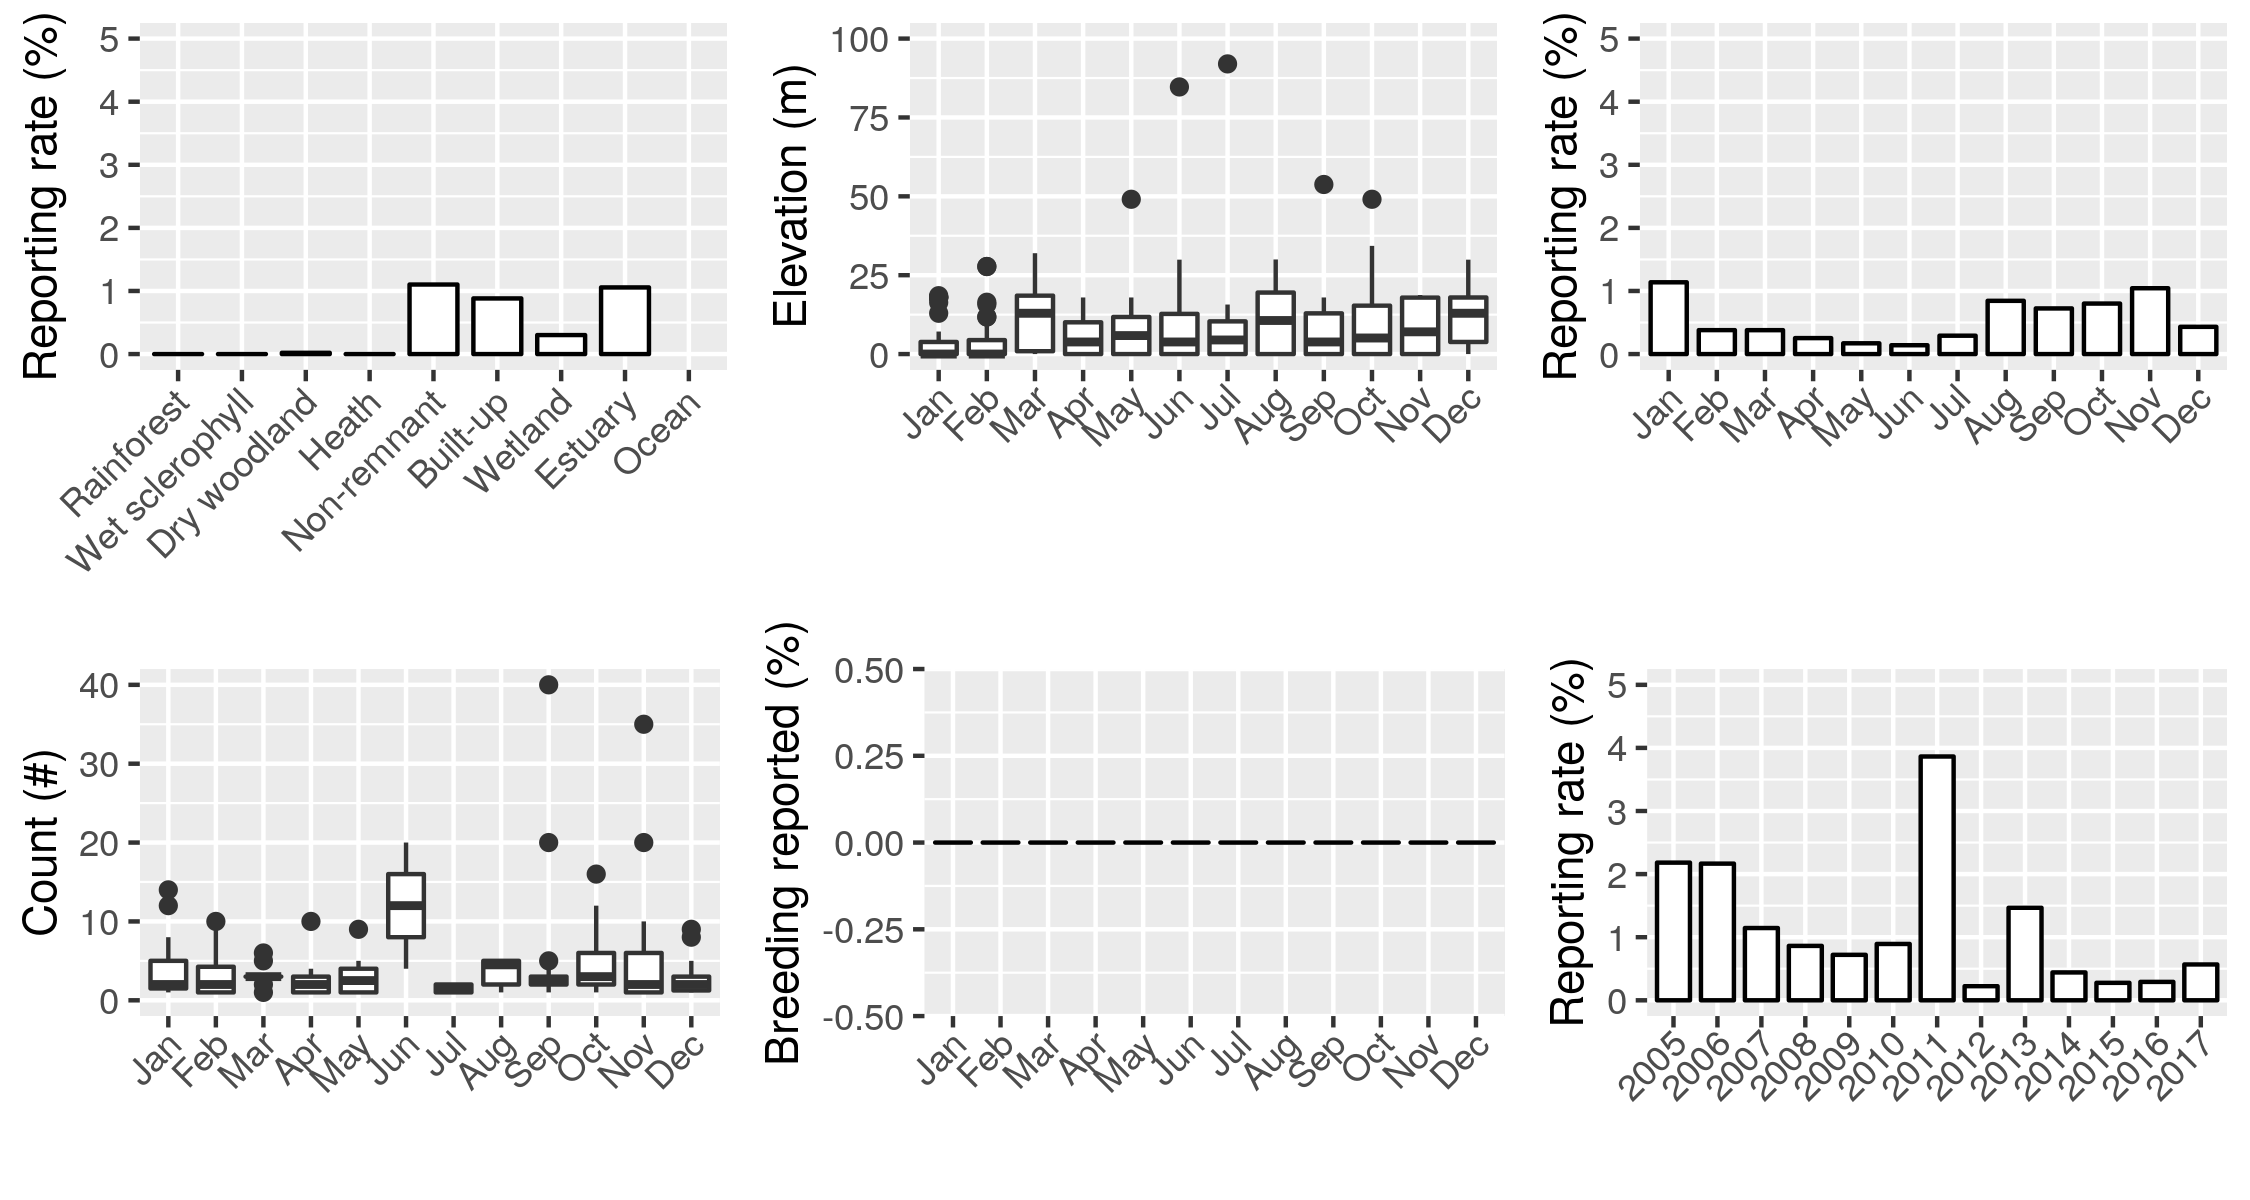 Reporting rate (%)
5
4
3
2
1
0
Rainforest
Wet sclerophyll
Dry woodland
Heath
Non-remnant
Built-up
Wetland
Estuary
Ocean
Elevation (m)
100
75
50
25
0
Jan
Feb
Mar
Apr
May
Jun
Jul
Aug
Sep
Oct
Nov
Dec
Reporting rate (%)
5
4
3
2
1
0
Jan
Feb
Mar
Apr
May
Jun
Jul
Aug
Sep
Oct
Nov
Dec
Count (#)
40
30
20
10
0
Jan
Feb
Mar
Apr
May
Jun
Jul
Aug
Sep
Oct
Nov
Dec
Breeding reported (%)
0.50
0.25
0.00
-0.25
-0.50
Jan
Feb
Mar
Apr
May
Jun
Jul
Aug
Sep
Oct
Nov
Dec
Reporting rate (%)
5
4
3
2
1
0
2005
2006
2007
2008
2009
2010
2011
2012
2013
2014
2015
2016
2017